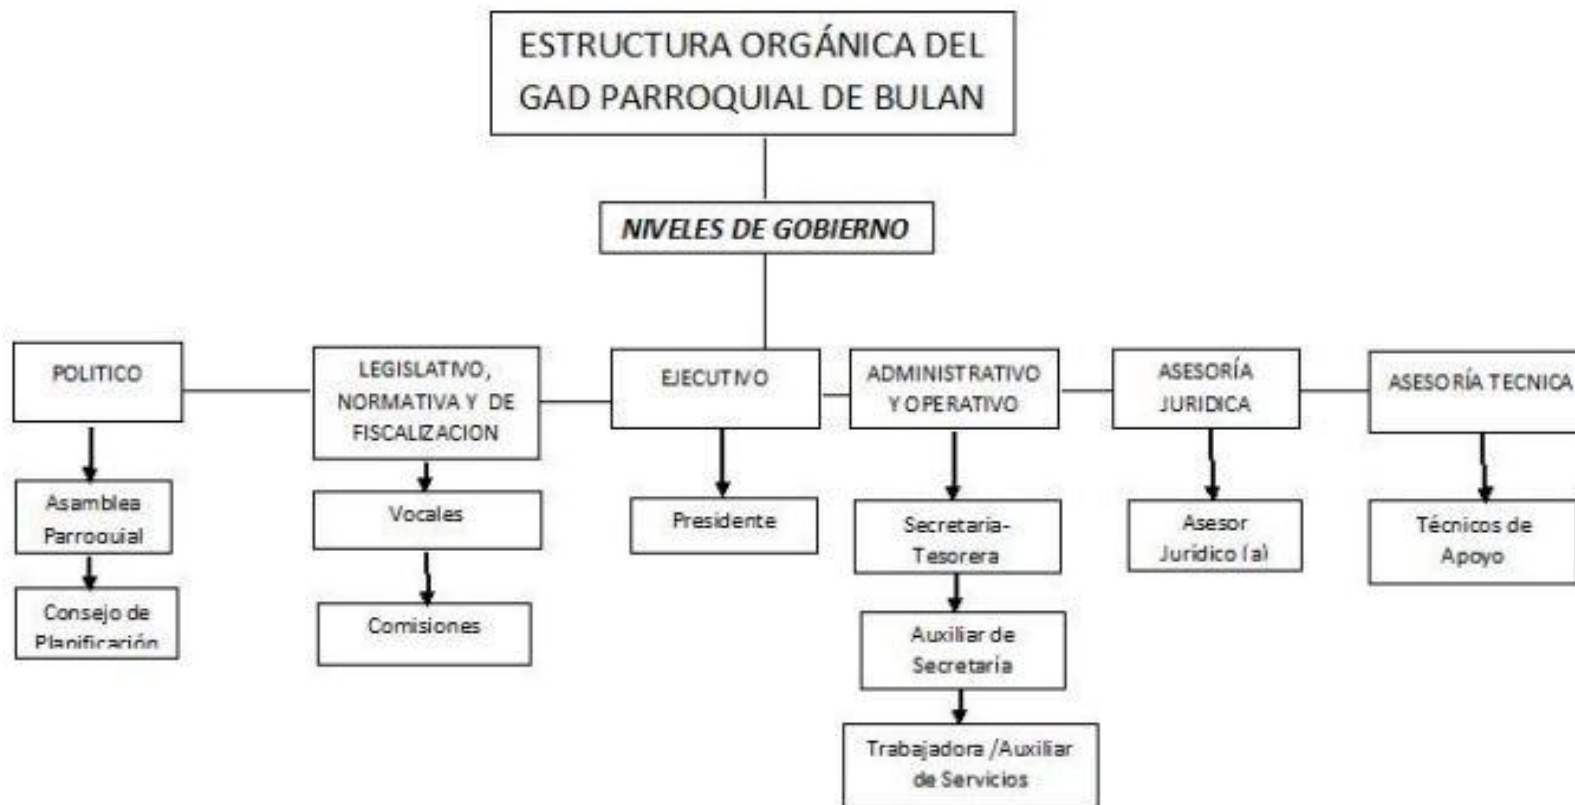 ESTRUCTURA ORGÁNICA DEL
GAD PARROQUIAL DE BULAN
NIVELES DE GOBIERNO
POLITICO
LEGISLATIVO,
NORMATIVA Y DE
FISCALIZACION
EJECUTIVO
ADMINISTRATIVO
Y OPERATIVO
ASESORÍA
JURIDICA
ASESORÍA TECNICA
Asamblea
Parroquial
Consejo de
Planificación
Vocales
Comisiones
Presidente
Secretaria-
Tesorera
Auxiliar de
Secretaría
Trabajadora /Auxiliar
de Servicios
Asesor
Jurídico (a)
Técnicos de
Apoyo